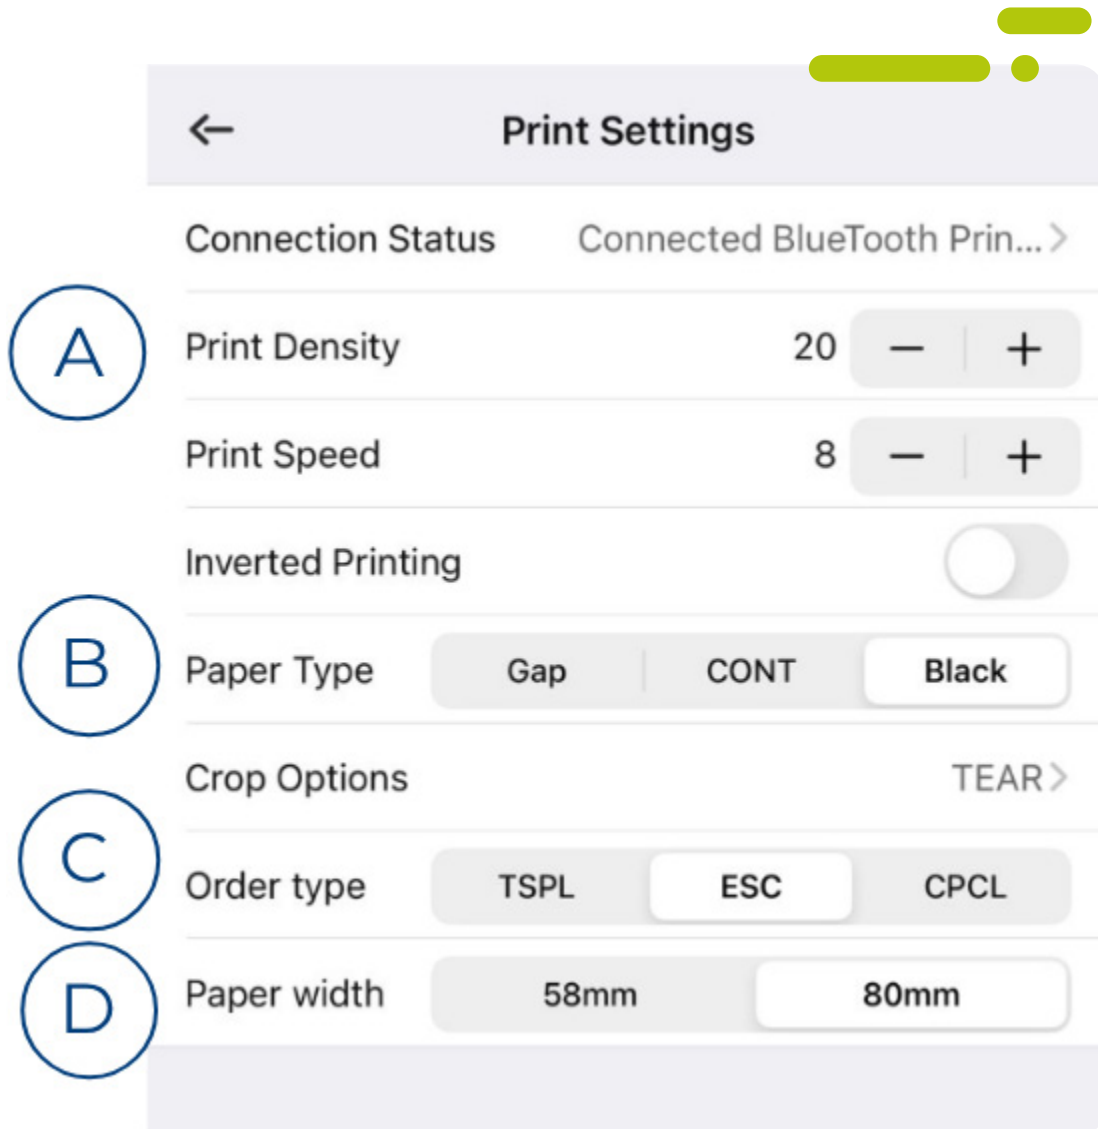 Print Settings
Connection Status Connected BlueTooth Prin...
A
Print Density 20 − +
Print Speed 8 − +
Inverted Printing
B
Paper Type Gap CONT Black
Crop Options TEAR
C
Order type TSPL ESC CPCL
D
Paper width 58mm 80mm